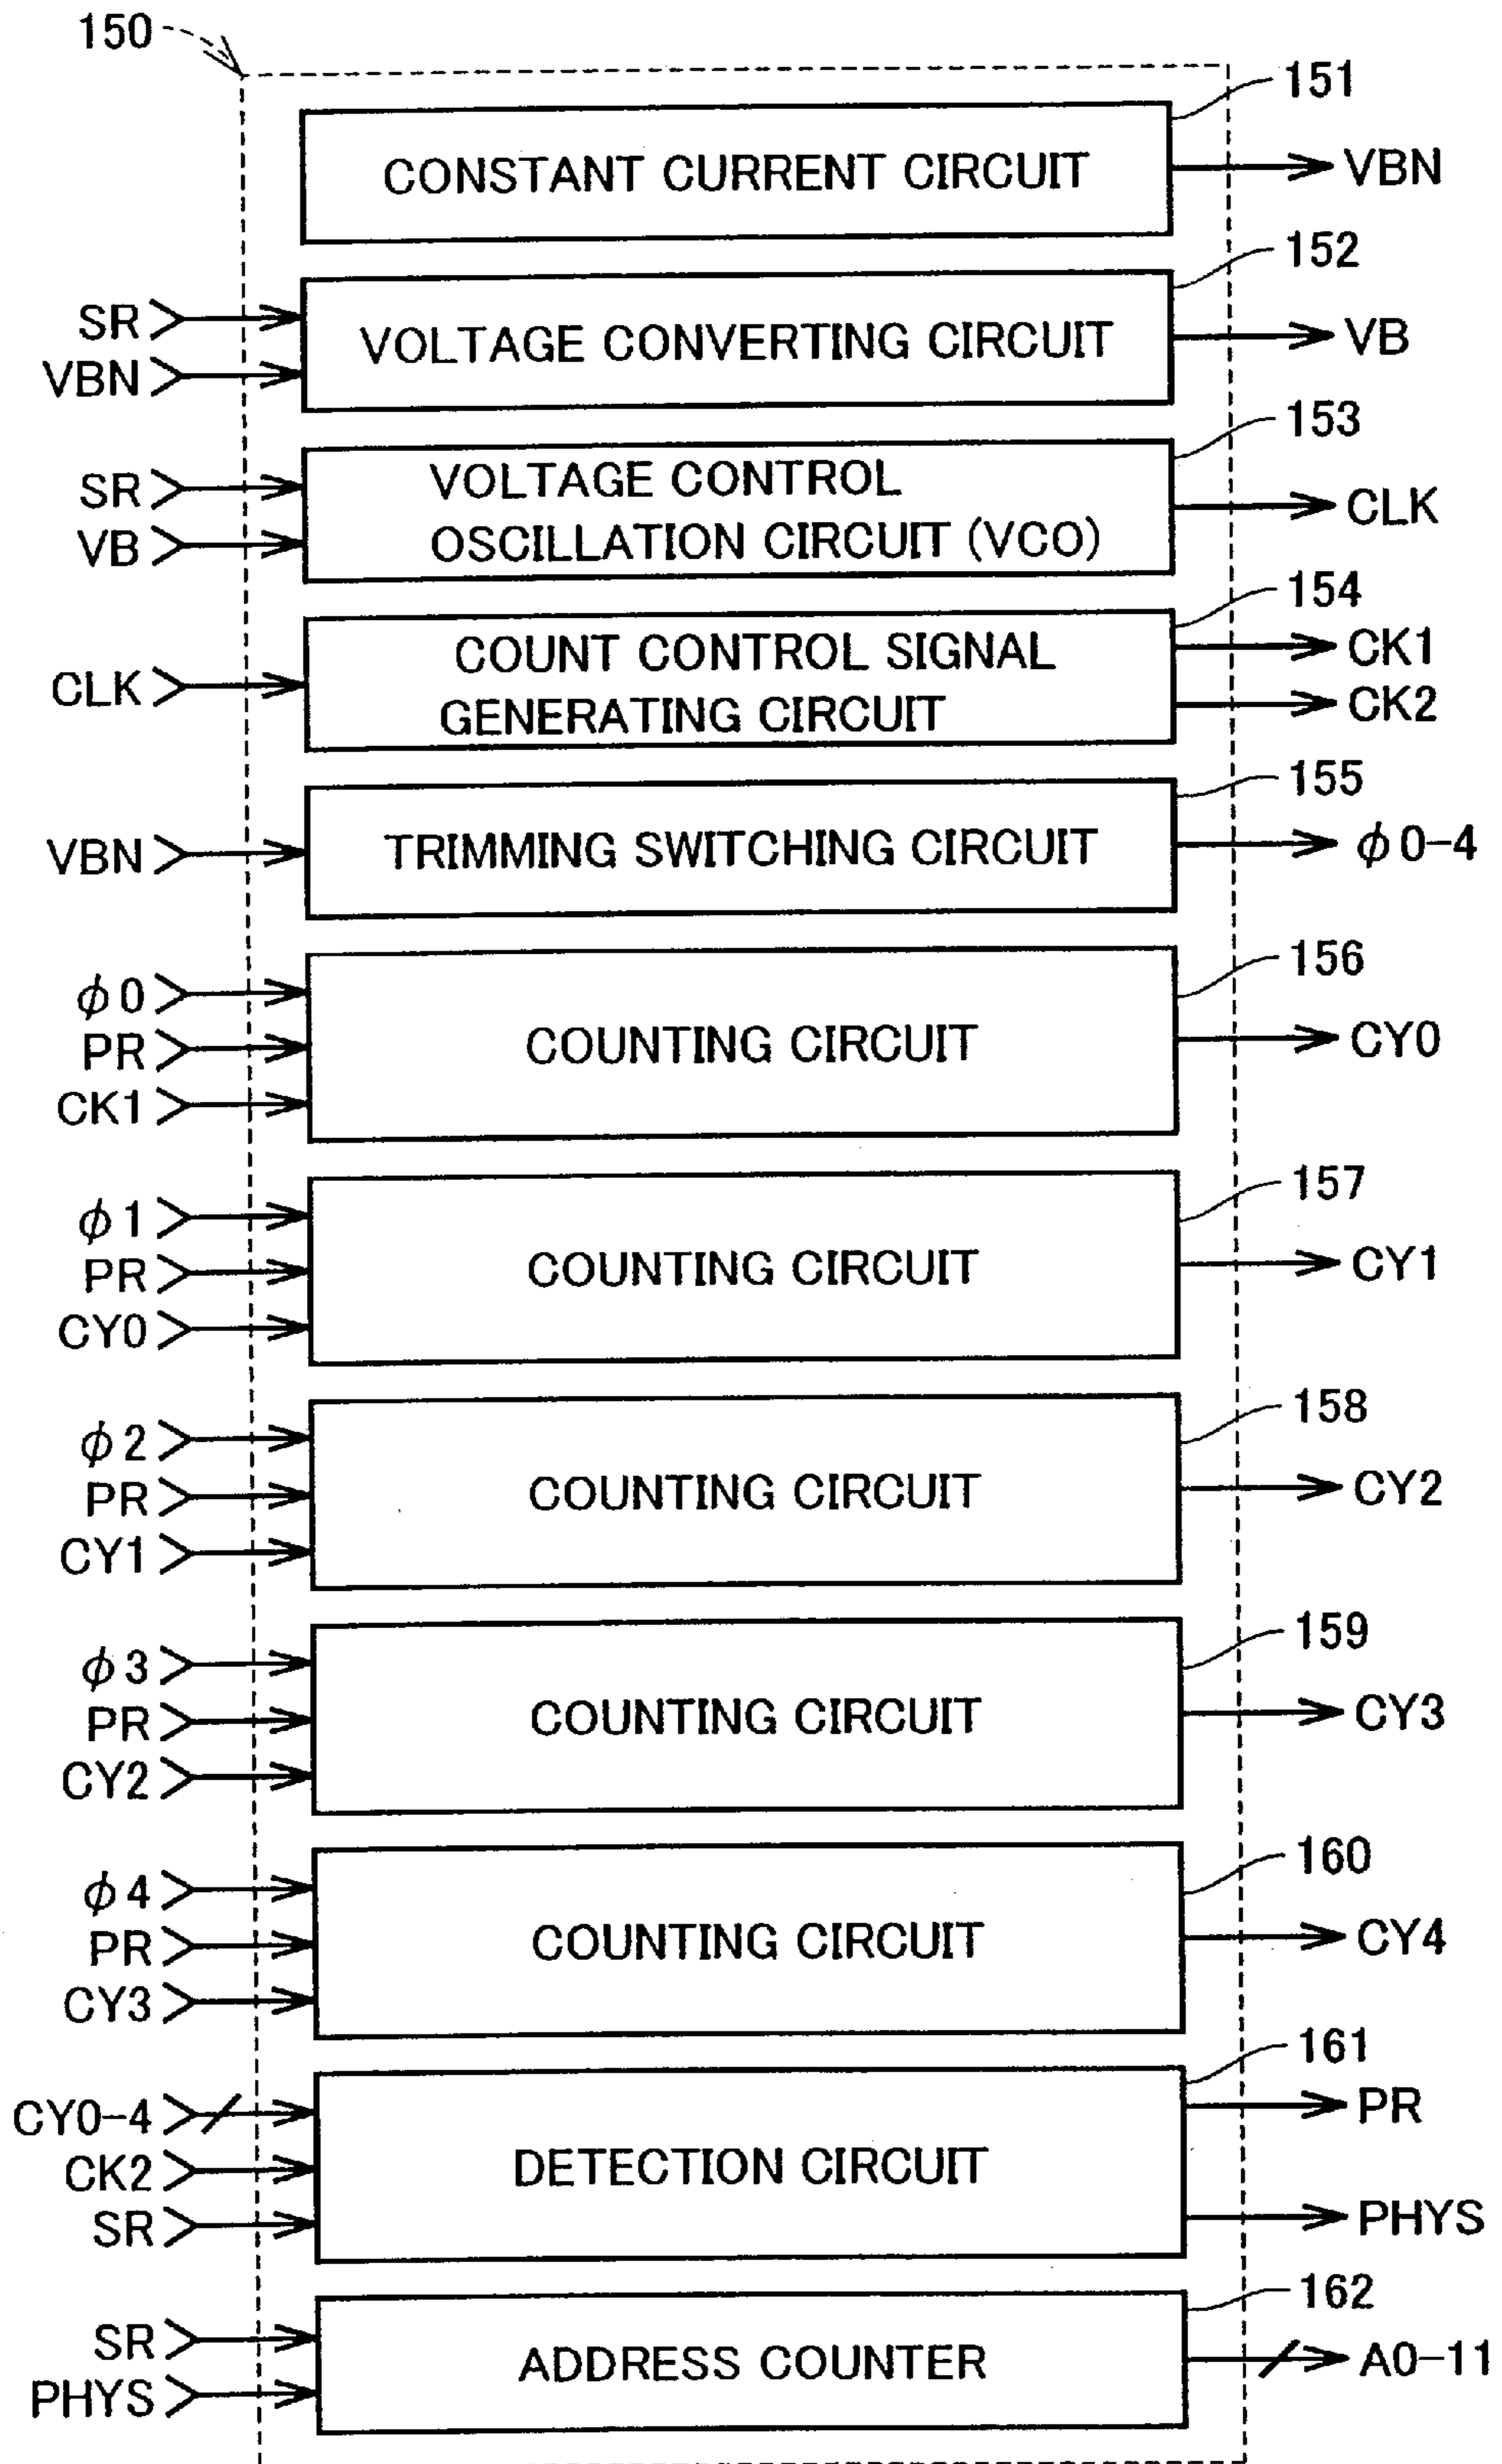 150
151
CONSTANT CURRENT CIRCUIT
VBN
152
SR
VBN
VOLTAGE CONVERTING CIRCUIT
VB
153
SR
VB
VOLTAGE CONTROL
OSCILLATION CIRCUIT (VCO)
CLK
154
CLK
COUNT CONTROL SIGNAL
GENERATING CIRCUIT
CK1
CK2
155
VBN
TRIMMING SWITCHING CIRCUIT
φ0-4
156
φ0
PR
CK1
COUNTING CIRCUIT
CY0
157
φ1
PR
CY0
COUNTING CIRCUIT
CY1
158
φ2
PR
CY1
COUNTING CIRCUIT
CY2
159
φ3
PR
CY2
COUNTING CIRCUIT
CY3
160
φ4
PR
CY3
COUNTING CIRCUIT
CY4
161
CY0-4
CK2
SR
DETECTION CIRCUIT
PR
PHYS
162
SR
PHYS
ADDRESS COUNTER
A0-11